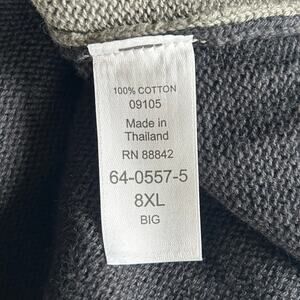 100% COTTON
09105
Made in
Thailand
RN 88842
64-0557-5
8XL
BIG